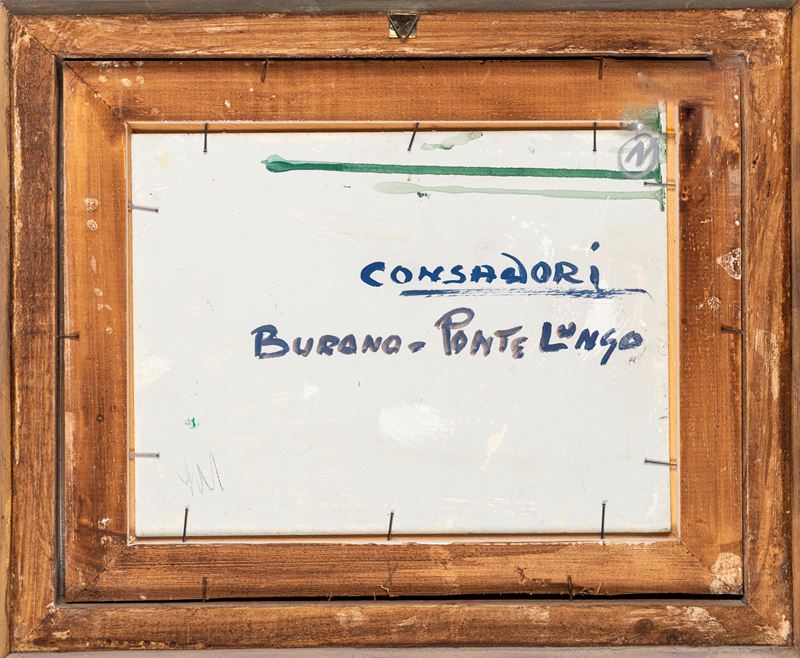 N
CONSADORI
BURANO - PONTE LUNGO